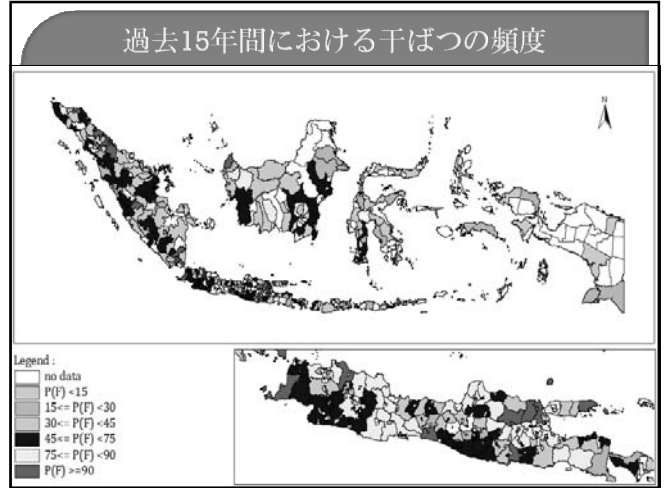 過去15年間における干ばつの頻度
N
Legend :
no data
P(F) <15
15<= P(F) <30
30<= P(F) <45
45<= P(F) <75
75<= P(F) <90
P(F) >=90